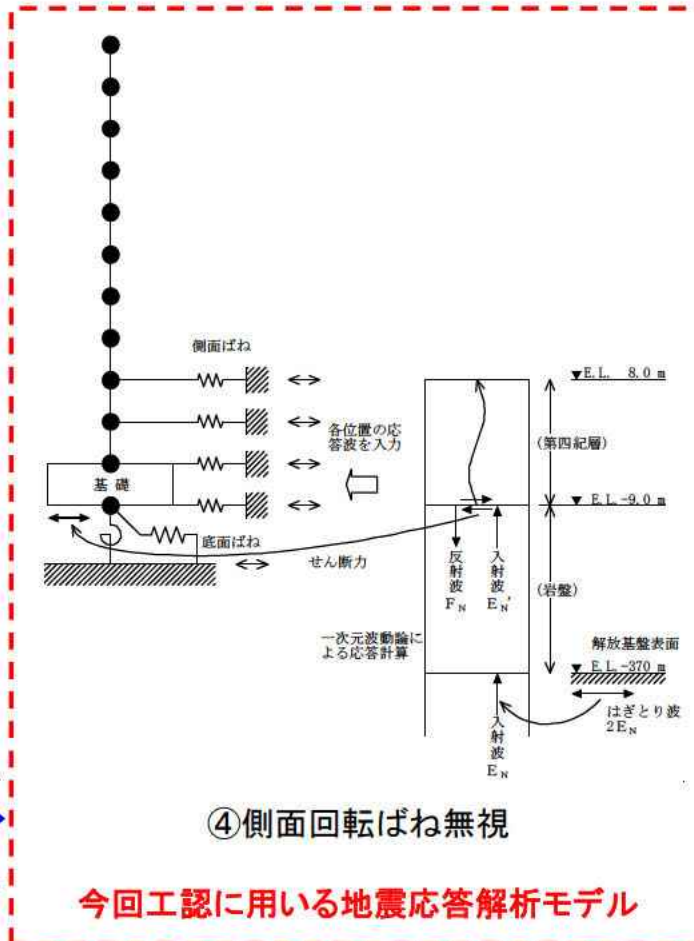 側面ばね
▼E.L. 8.0 m
各位置の応
答波を入力
(第四紀層)
基 礎
▼E.L.-9.0 m
底面ばね
せん断力
反射波
F_N
入射波
E_N'
(岩盤)
一次元波動論に
よる応答計算
解放基盤表面
▼E.L.-370 m
はぎとり波
2E_N
入射波
E_N
④側面回転ばね無視
今回工認に用いる地震応答解析モデル